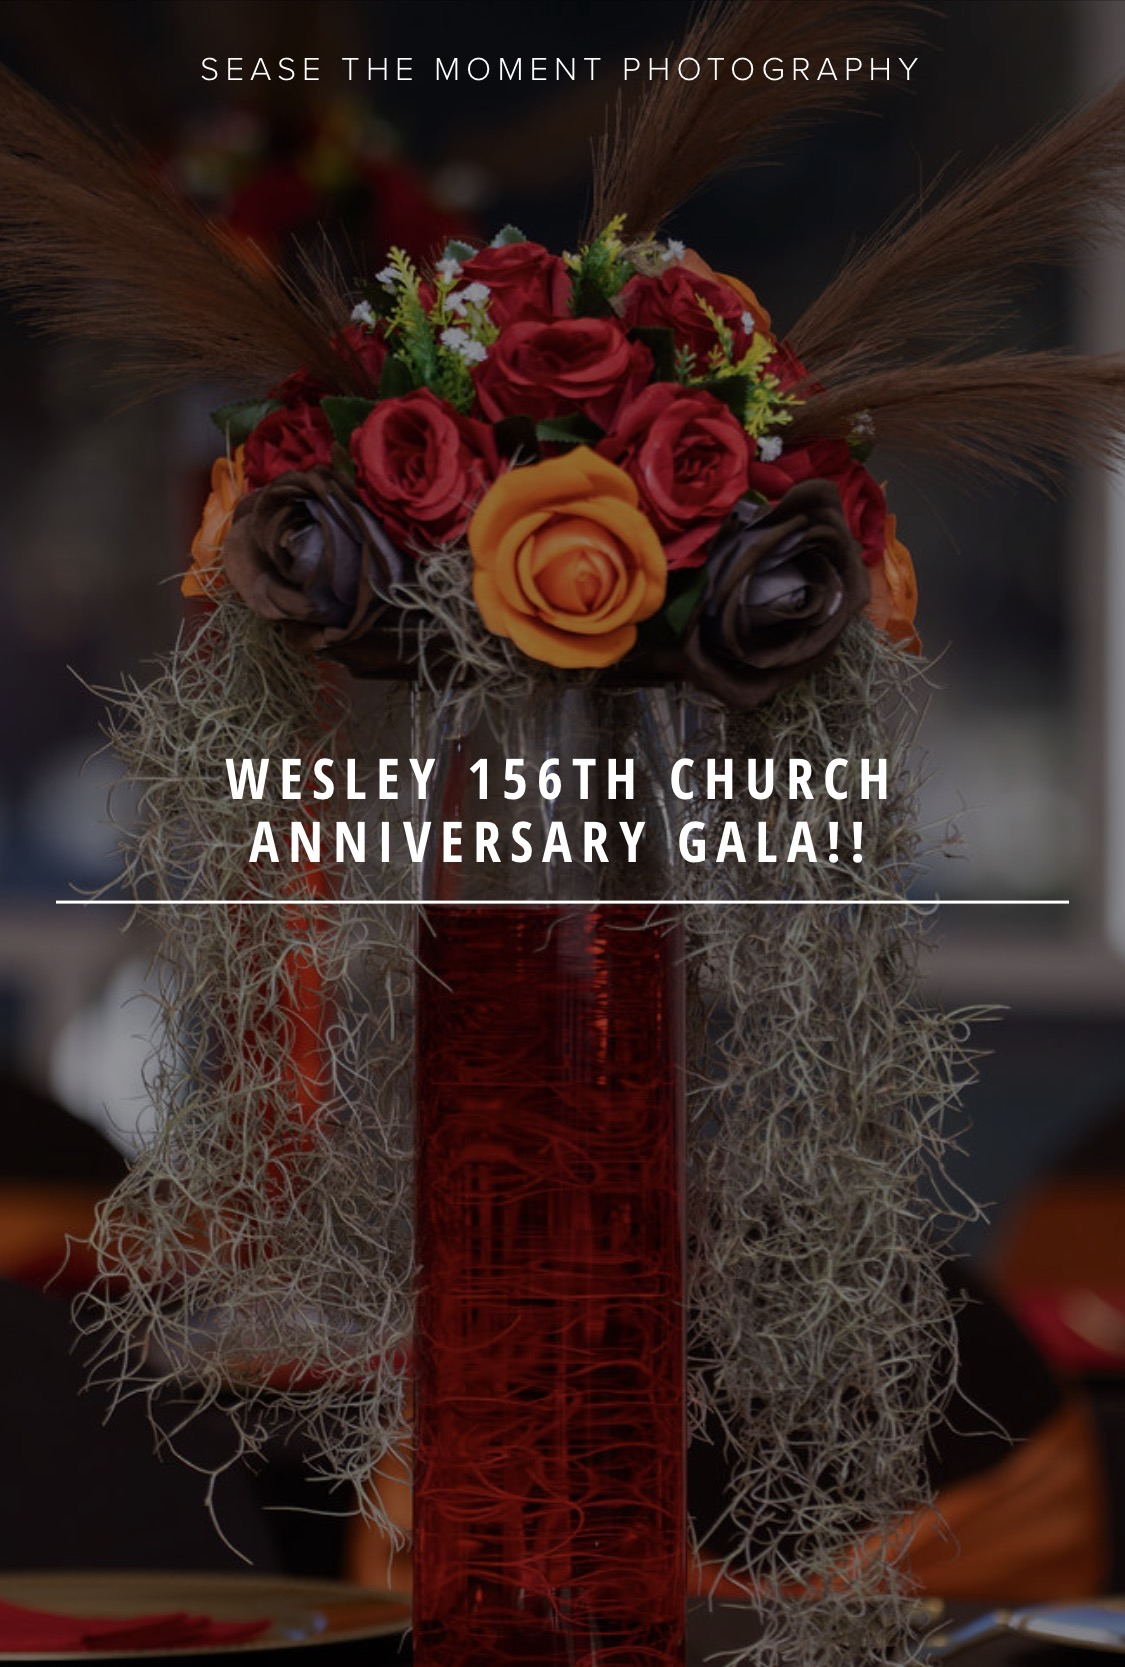 SEASE THE MOMENT PHOTOGRAPHY
WESLEY 156TH CHURCH
ANNIVERSARY GALA!!